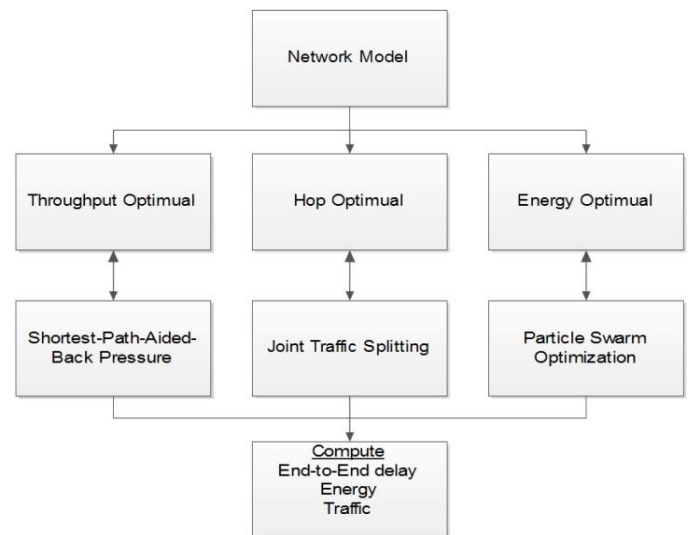 Network Model
Throughput Optimual
Hop Optimual
Energy Optimual
Shortest-Path-Aided-
Back Pressure
Joint Traffic Splitting
Particle Swarm
Optimization
Compute
End-to-End delay
Energy
Traffic